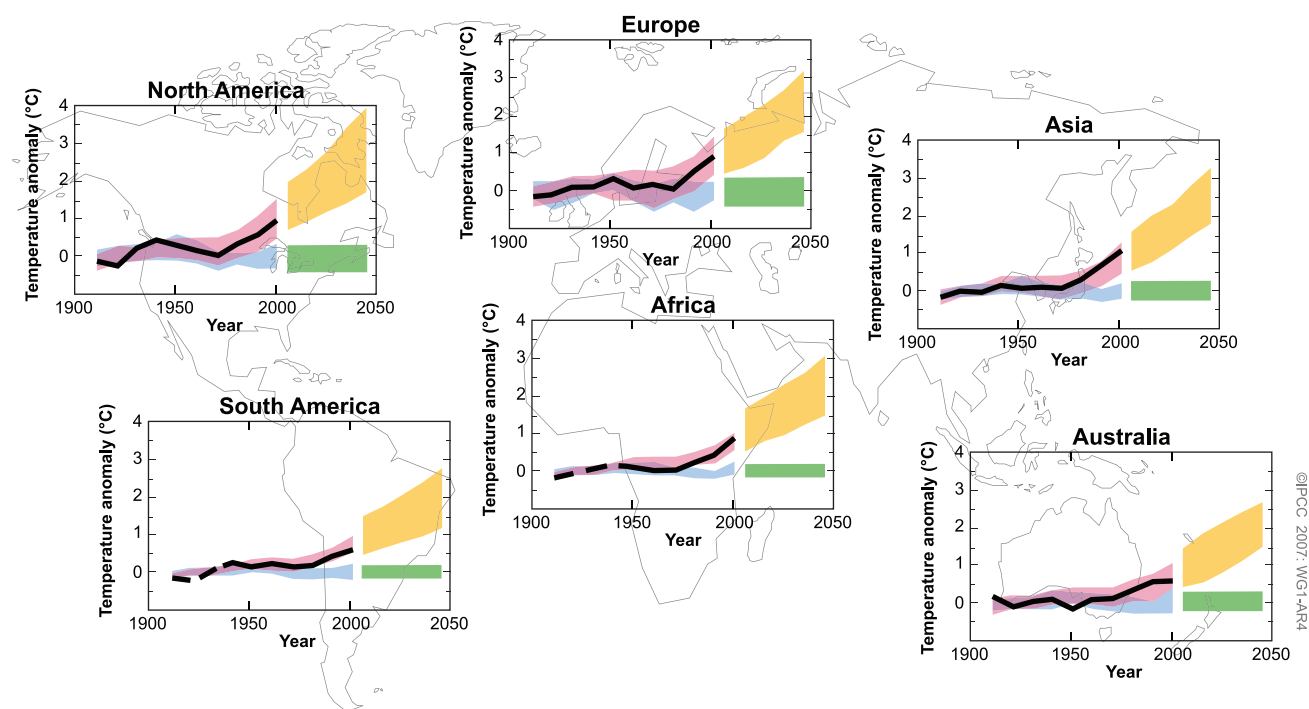 Europe
Temperature anomaly (°C)
4
3
2
1
0
1900
1950
2000
2050
Year
North America
Temperature anomaly (°C)
4
3
2
1
0
1900
1950
2000
2050
Year
Asia
Temperature anomaly (°C)
4
3
2
1
0
1900
1950
2000
2050
Year
Africa
Temperature anomaly (°C)
4
3
2
1
0
1900
1950
2000
2050
Year
South America
Temperature anomaly (°C)
4
3
2
1
0
1900
1950
2000
2050
Year
Australia
Temperature anomaly (°C)
4
3
2
1
0
1900
1950
2000
2050
Year
©IPCC 2007: WG1-AR4